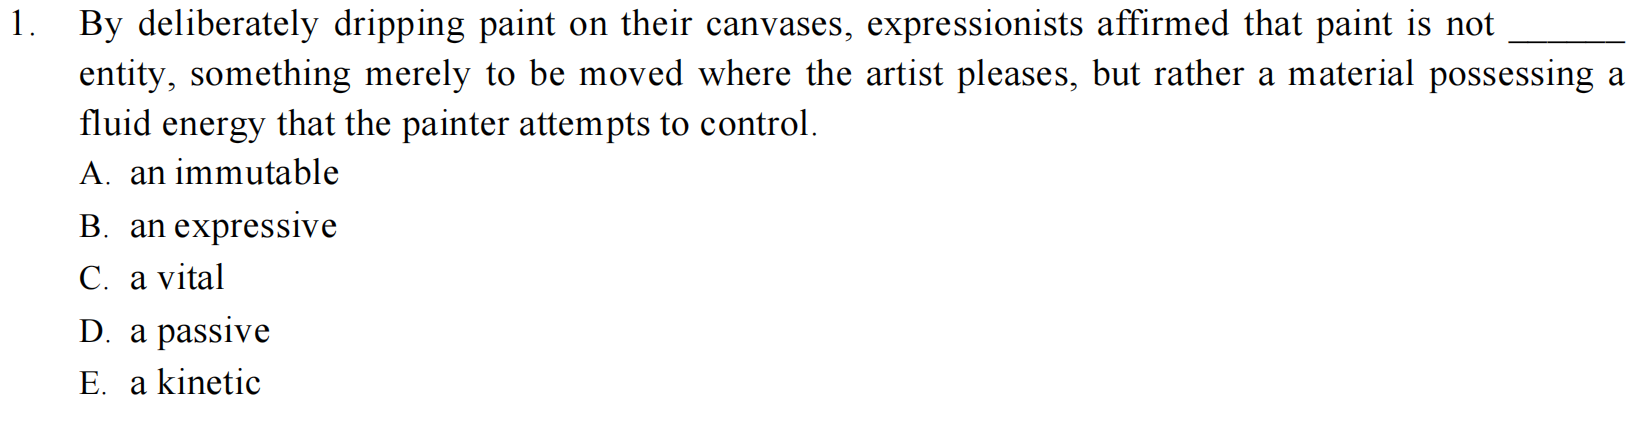 1. By deliberately dripping paint on their canvases, expressionists affirmed that paint is not ______
entity, something merely to be moved where the artist pleases, but rather a material possessing a
fluid energy that the painter attempts to control.
A. an immutable
B. an expressive
C. a vital
D. a passive
E. a kinetic